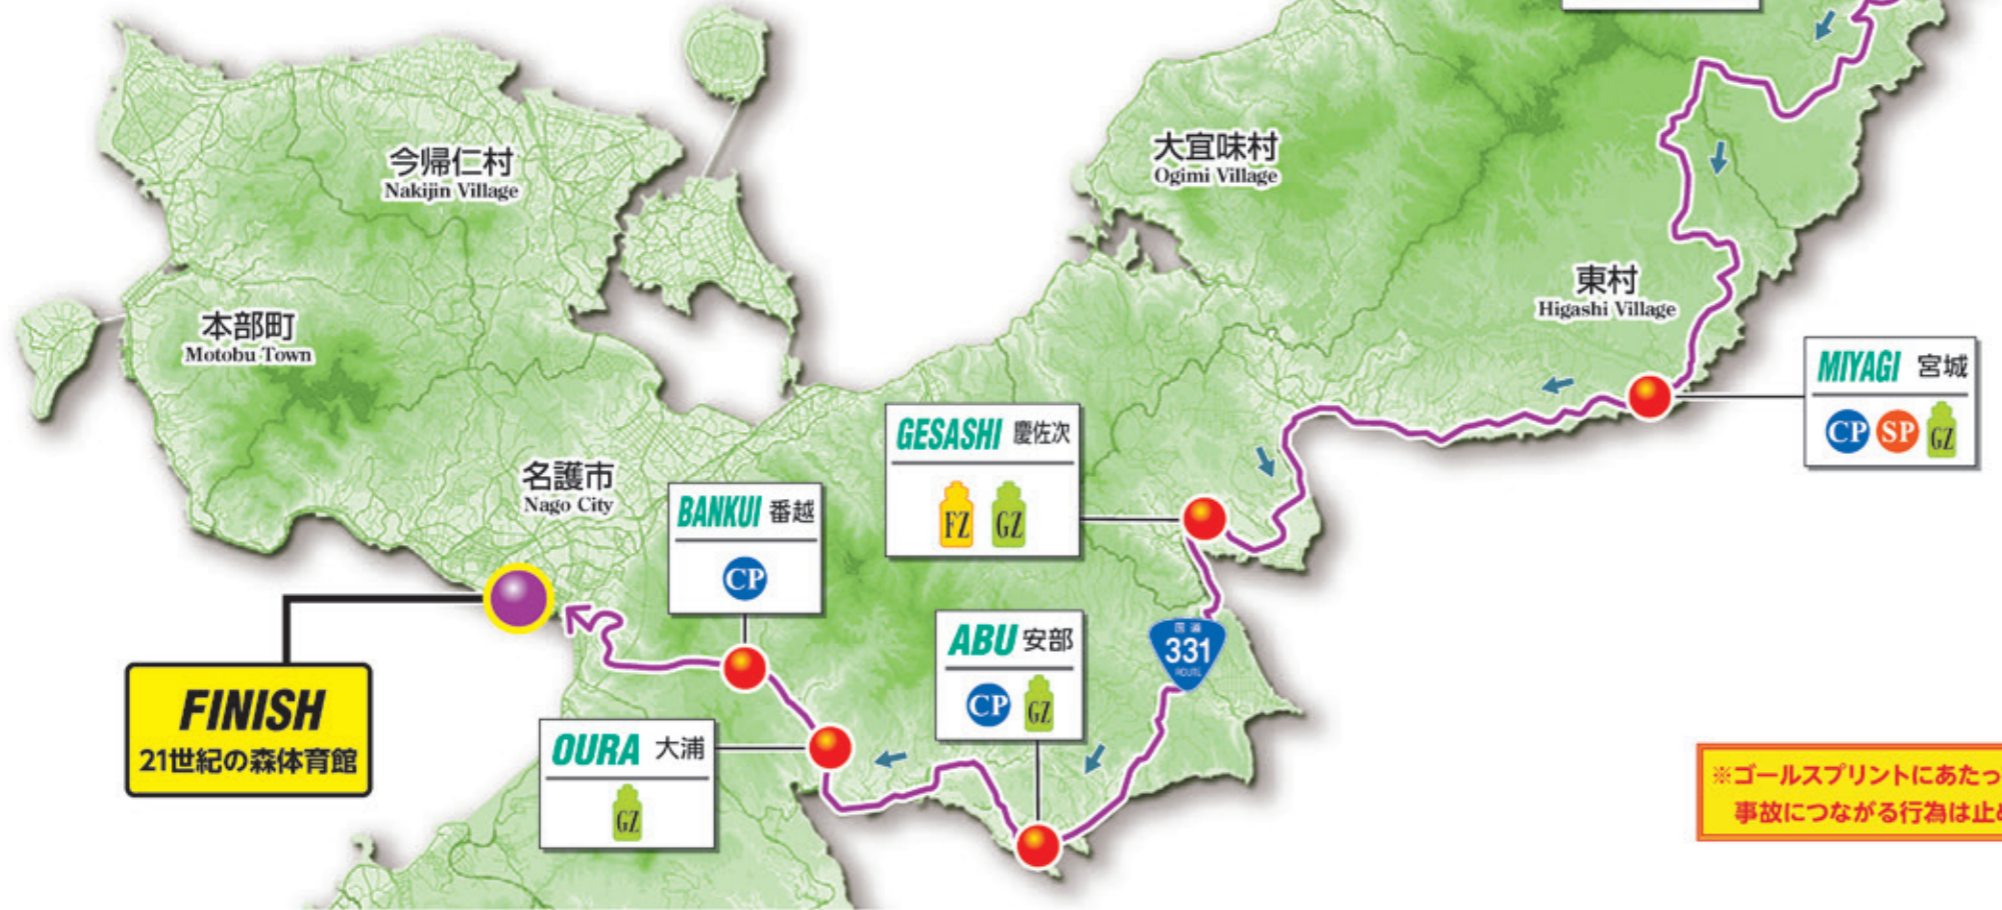 今帰仁村
Nakijin Village
大宜味村
Ogimi Village
東村
Higashi Village
本部町
Motobu Town
MIYAGI 宮城
CP SP GZ
GESASHI 慶佐次
FZ GZ
名護市
Nago City
BANKUI 番越
CP
ABU 安部
CP GZ
国道
331
ROUTE
FINISH
21世紀の森体育館
OURA 大浦
GZ
※ゴールスプリントにあたっ
事故につながる行為は止め